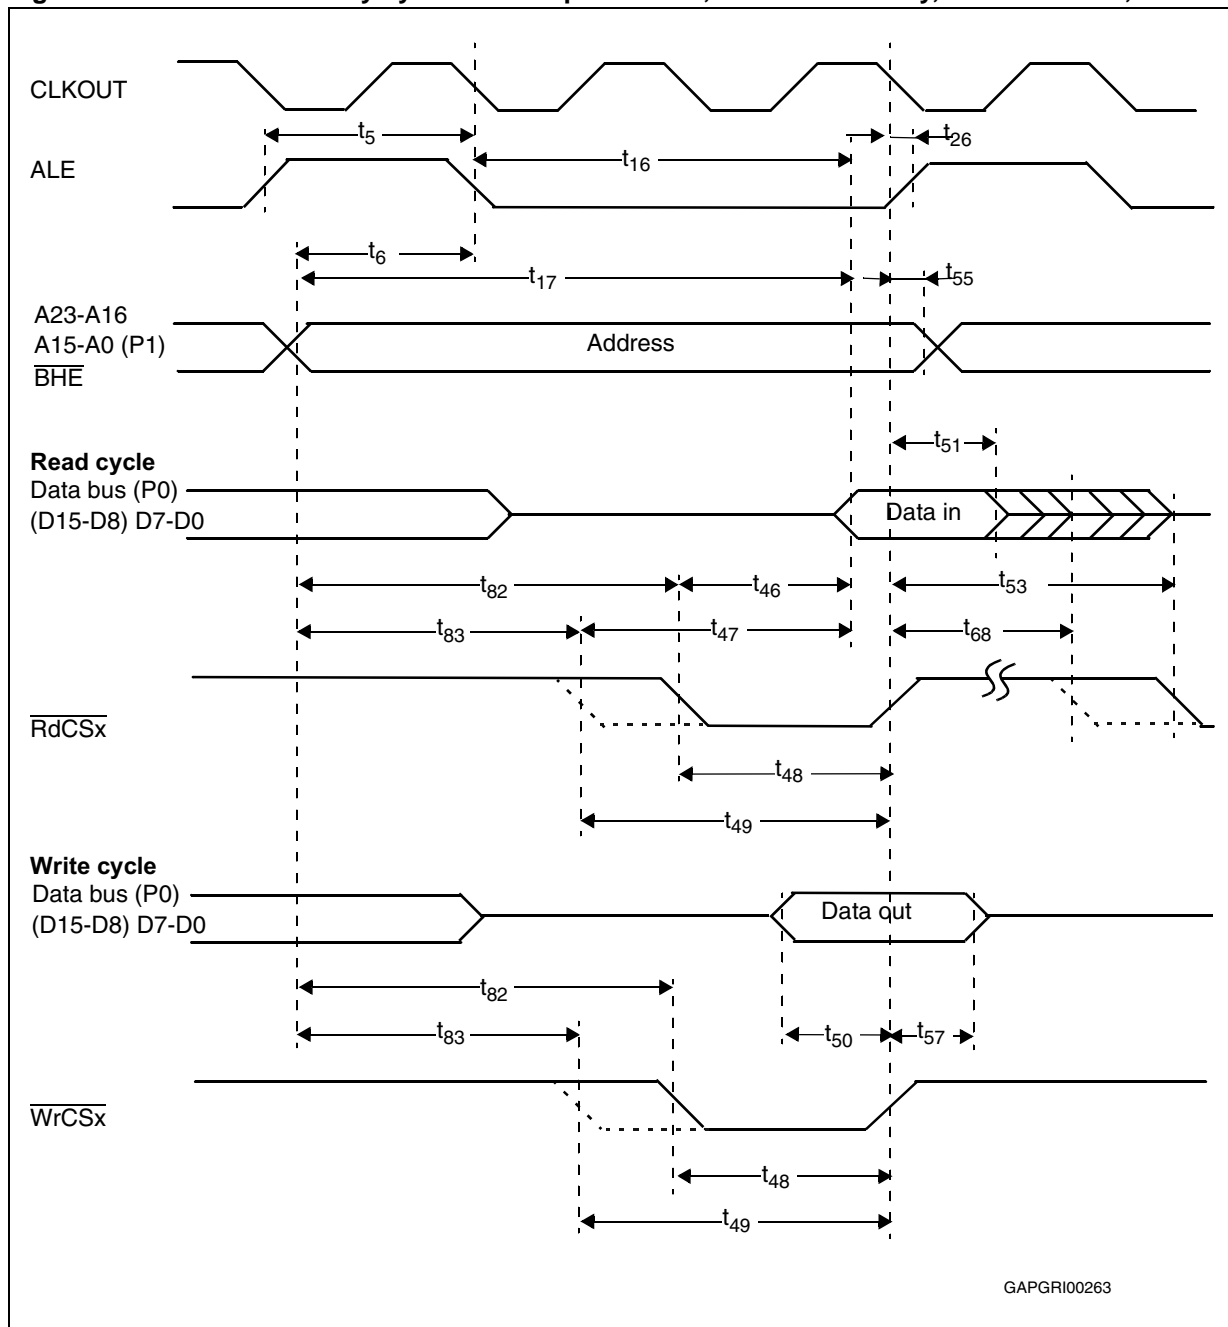 CLKOUT
t5
t26
ALE
t16
t6
t17
t55
A23-A16
A15-A0 (P1)
Address
BHE
t51
Read cycle
Data bus (P0)
Data in
(D15-D8) D7-D0
t82
t46
t53
t83
t47
t68
RdCSx
t48
t49
Write cycle
Data bus (P0)
Data out
(D15-D8) D7-D0
t82
t83
t50
t57
WrCSx
t48
t49
GAPGRI00263